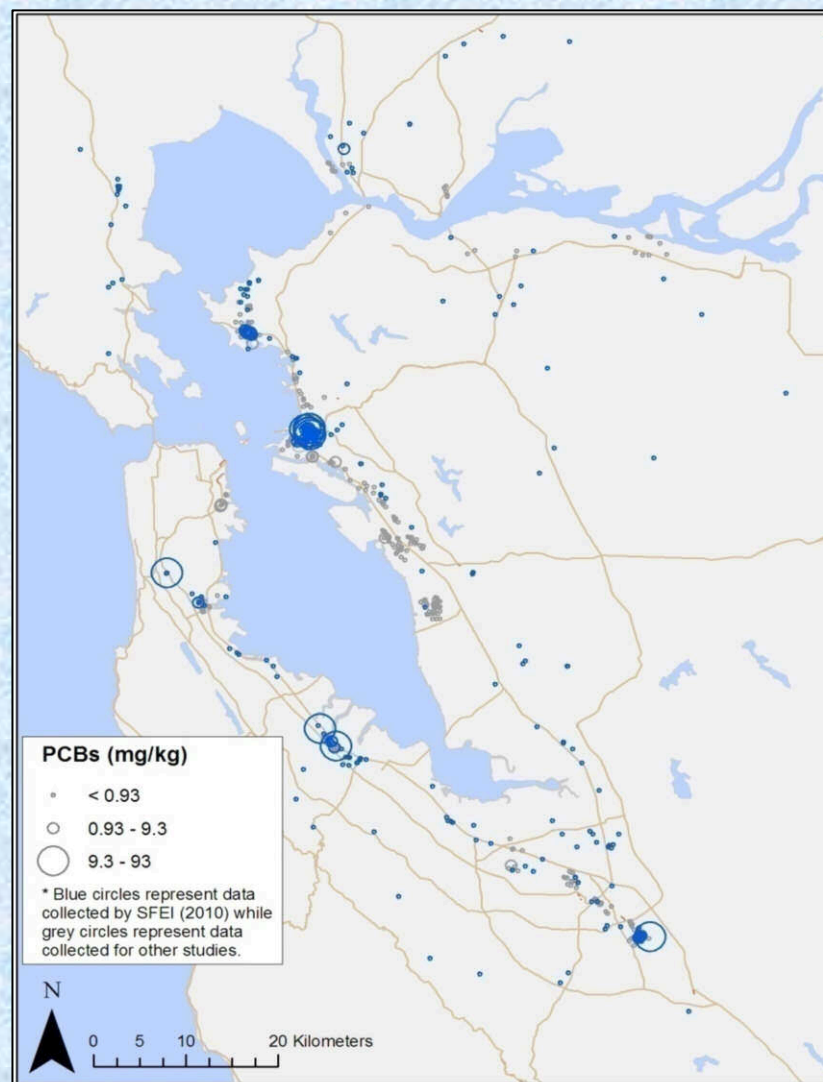 PCBs (mg/kg)
< 0.93
0.93 - 9.3
9.3 - 93
* Blue circles represent data
collected by SFEI (2010) while
grey circles represent data
collected for other studies.
N
0 5 10 20 Kilometers